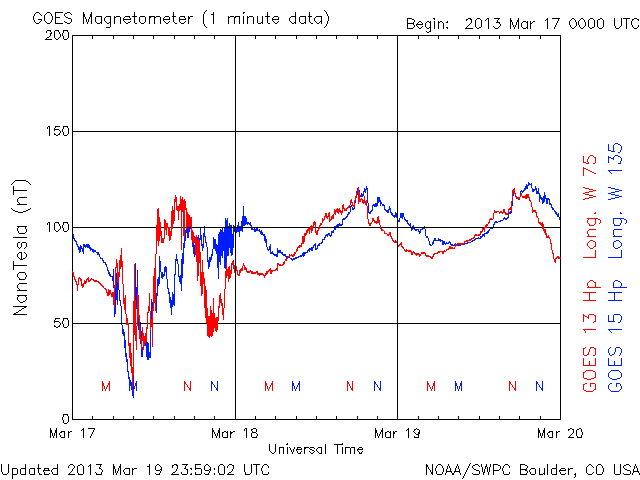 GOES Magnetometer (1 minute data)
Begin: 2013 Mar 17 0000 UTC
200
150
100
50
0
NanoTesla (nT)
M M N N M M N N M M N N
Mar 17 Mar 18 Mar 19 Mar 20
Universal Time
GOES 13 Hp Long. W 75
GOES 15 Hp Long. W 135
Updated 2013 Mar 19 23:59:02 UTC
NOAA/SWPC Boulder, CO USA